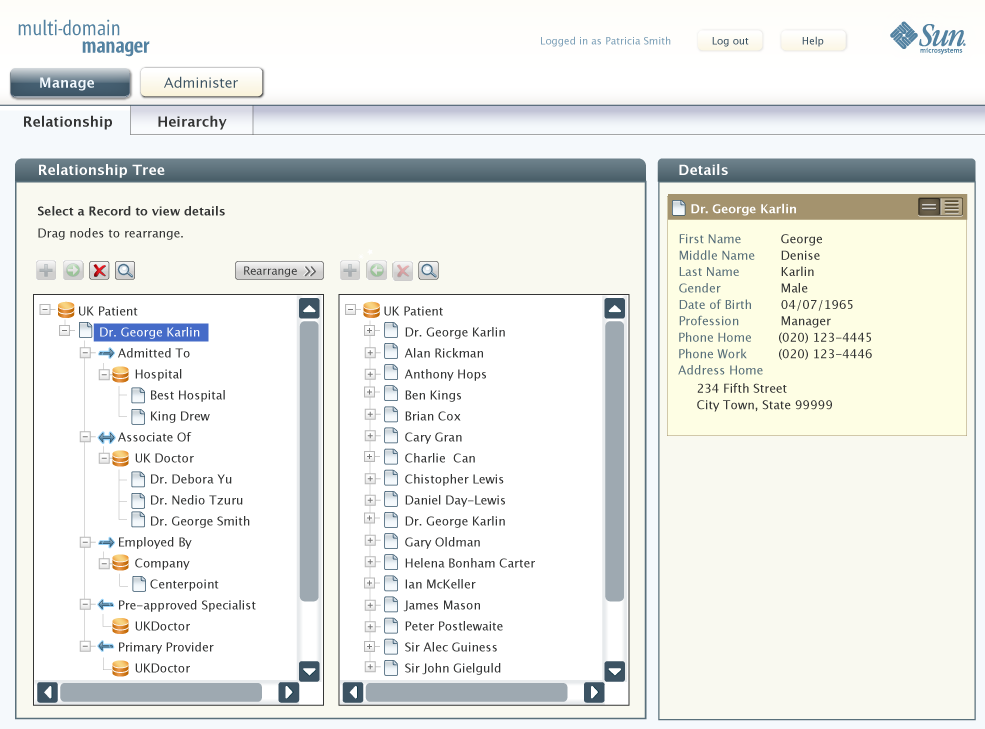 multi-domain
manager
Logged in as Patricia Smith
Log out
Help
Sun
microsystems
Manage
Administer
Relationship
Heirarchy
Relationship Tree
Select a Record to view details
Drag nodes to rearrange.
Rearrange >>
UK Patient
Dr. George Karlin
Admitted To
Hospital
Best Hospital
King Drew
Associate Of
UK Doctor
Dr. Debora Yu
Dr. Nedio Tzuru
Dr. George Smith
Employed By
Company
Centerpoint
Pre-approved Specialist
UKDoctor
Primary Provider
UKDoctor
UK Patient
Dr. George Karlin
Alan Rickman
Anthony Hops
Ben Kings
Brian Cox
Cary Gran
Charlie Can
Chistopher Lewis
Daniel Day-Lewis
Dr. George Karlin
Gary Oldman
Helena Bonham Carter
Ian McKeller
James Mason
Peter Postlewaite
Sir Alec Guiness
Sir John Gielguld
Details
Dr. George Karlin
First Name George
Middle Name Denise
Last Name Karlin
Gender Male
Date of Birth 04/07/1965
Profession Manager
Phone Home (020) 123-4445
Phone Work (020) 123-4446
Address Home
234 Fifth Street
City Town, State 99999